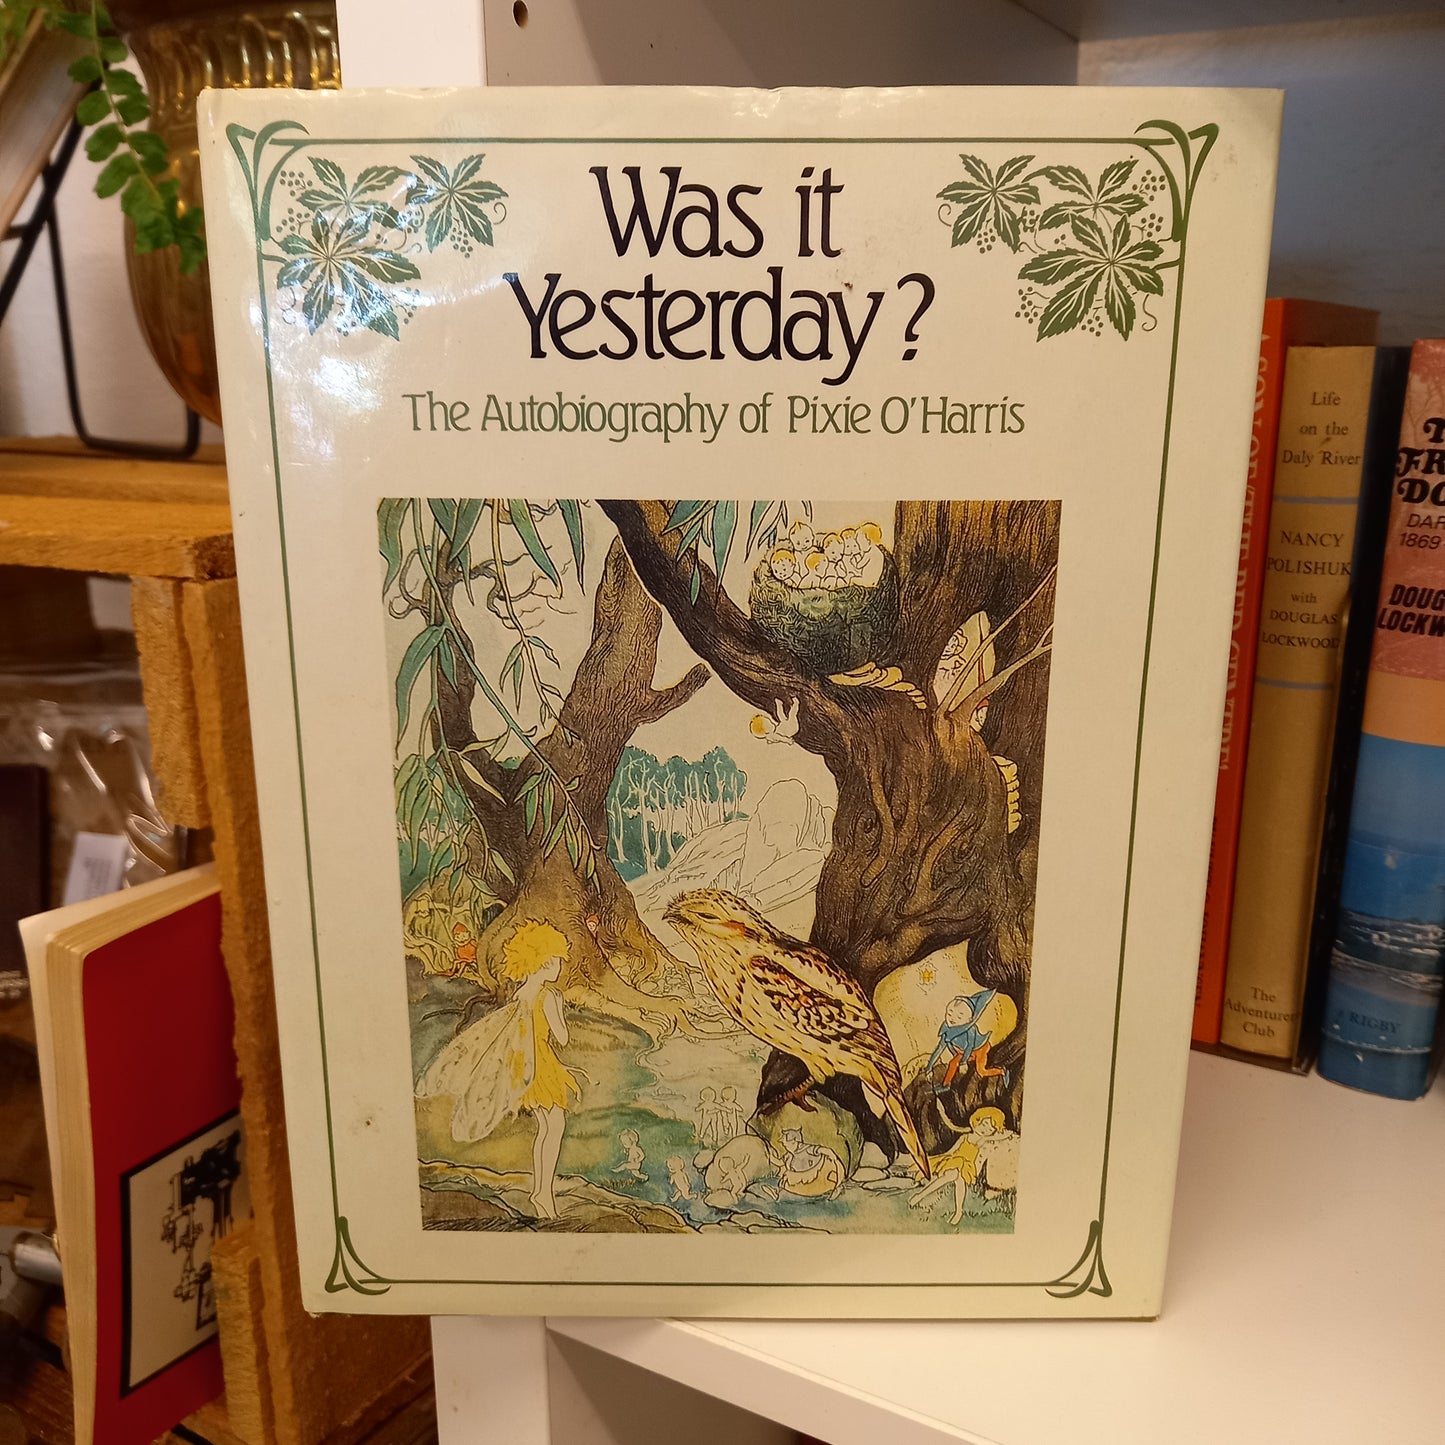 Was it
Yesterday?
The Autobiography of Pixie O'Harris
Life
on the
Daly River
NANCY
POLISHUK
with
DOUGLAS
LOCKWOOD
The
Adventurers
Club
1869
RIGBY